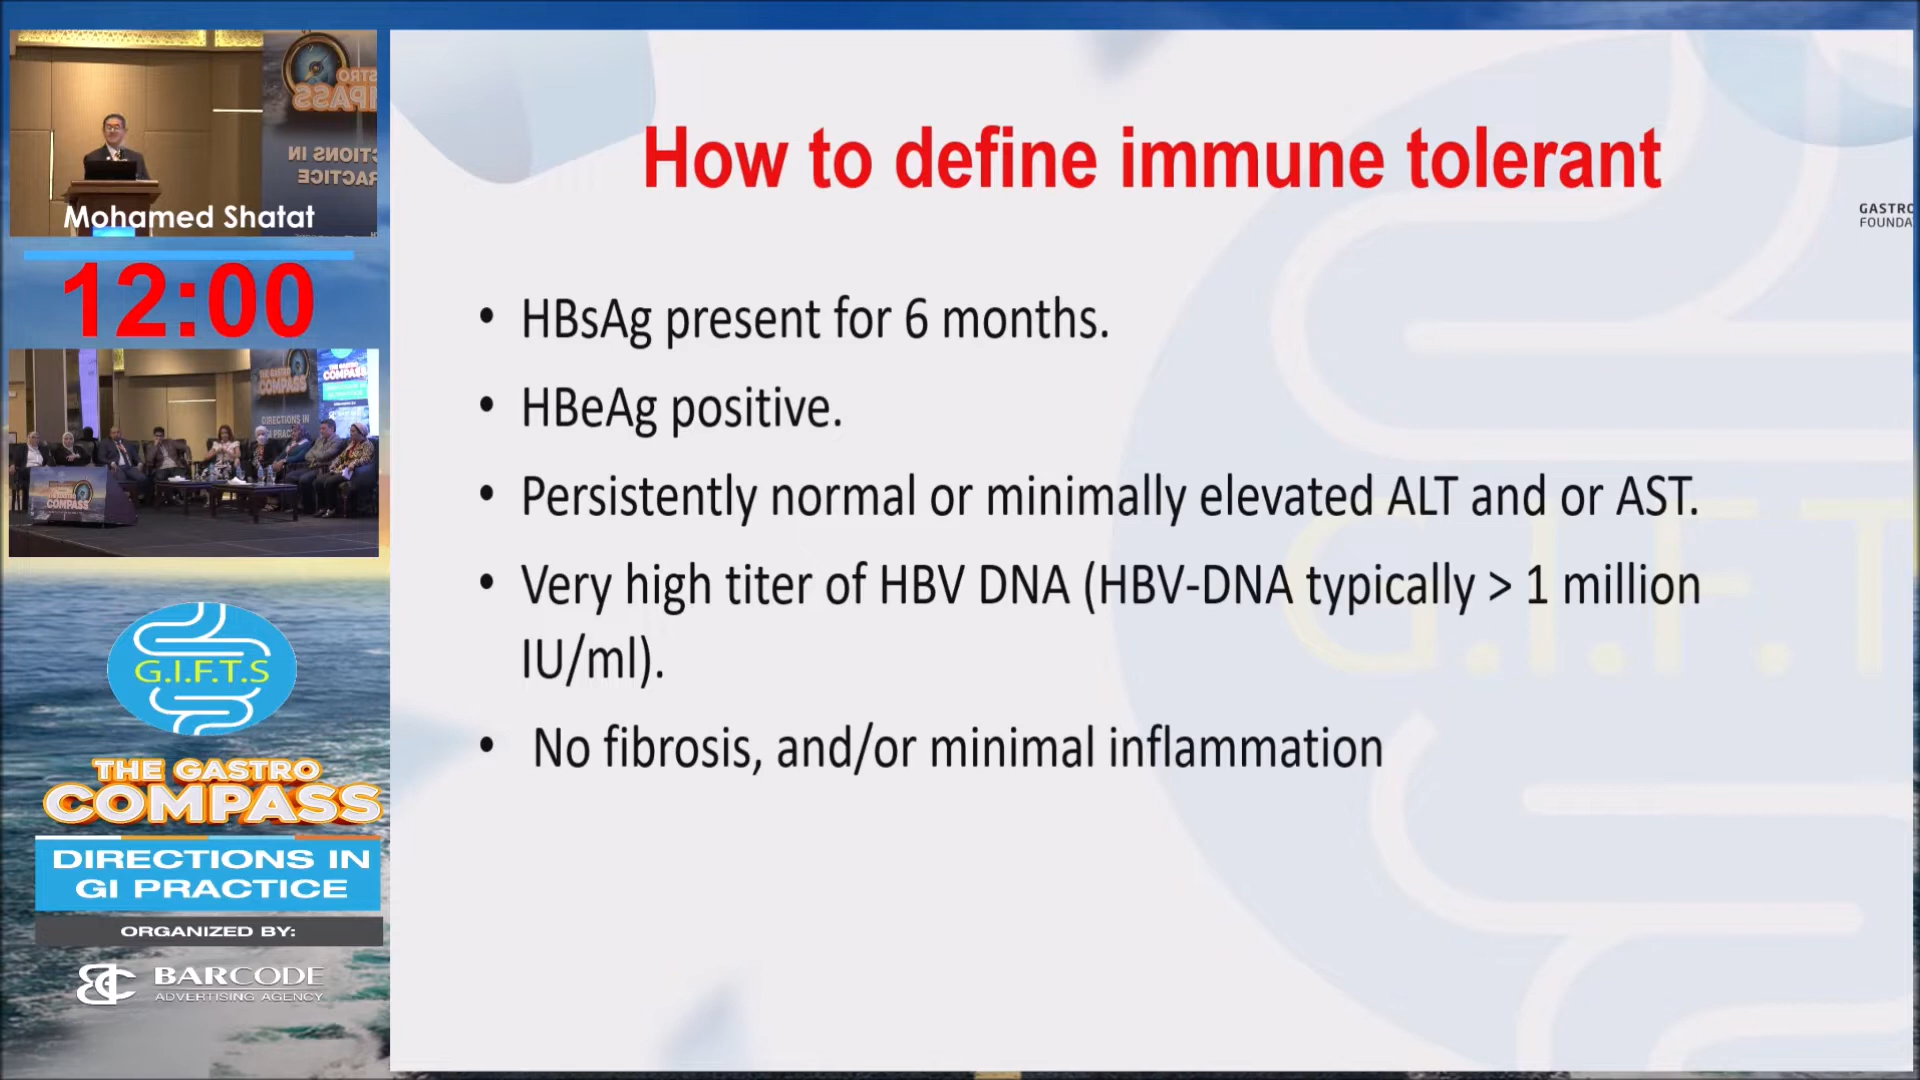 Mohamed Shatat
12:00
G.I.F.T.S
THE GASTRO
COMPASS
DIRECTIONS IN
GI PRACTICE
ORGANIZED BY:
BARCODE
ADVERTISING AGENCY
How to define immune tolerant
GASTRO
FOUNDA
• HBsAg present for 6 months.
• HBeAg positive.
• Persistently normal or minimally elevated ALT and or AST.
• Very high titer of HBV DNA (HBV-DNA typically > 1 million
IU/ml).
• No fibrosis, and/or minimal inflammation